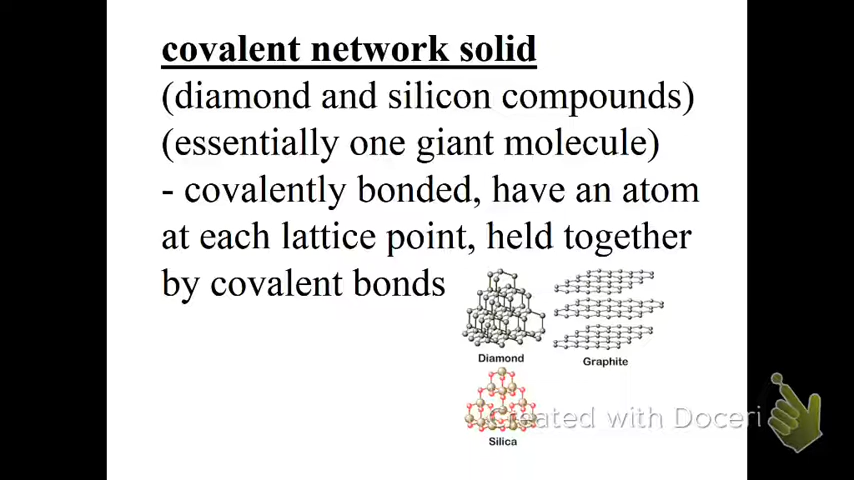 covalent network solid
(diamond and silicon compounds)
(essentially one giant molecule)
- covalently bonded, have an atom
at each lattice point, held together
by covalent bonds
Diamond
Graphite
Created with Doceri
Silica